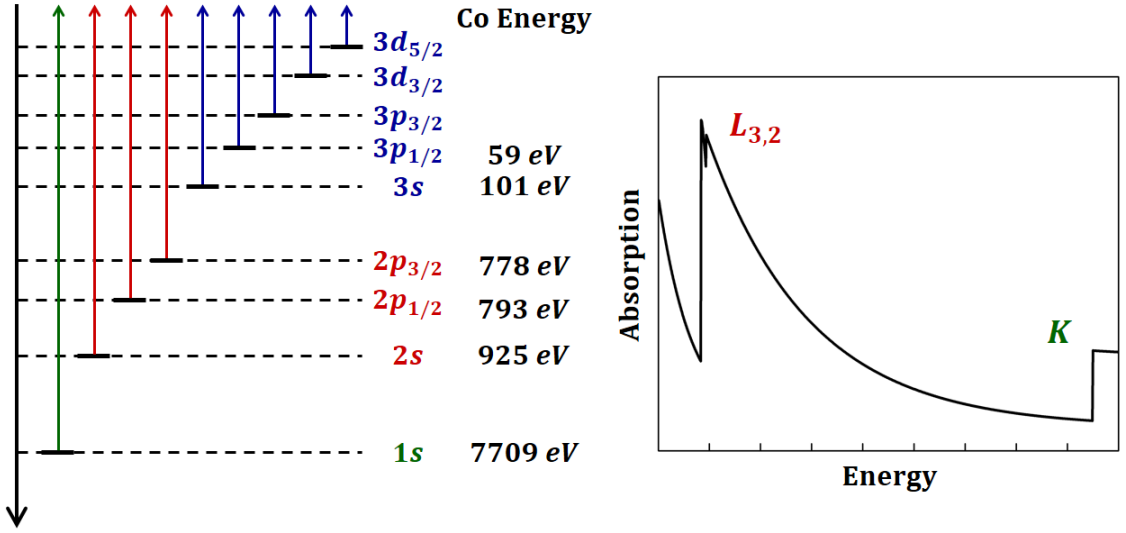 Co Energy
3d5/2
3d3/2
3p3/2
3p1/2 59 eV
3s 101 eV
2p3/2 778 eV
2p1/2 793 eV
2s 925 eV
1s 7709 eV
L3,2
K
Absorption
Energy